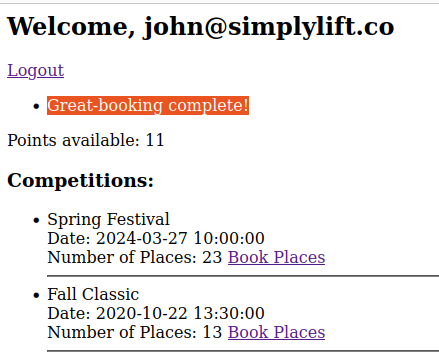 Welcome, john@simplylift.co
Logout
• Great-booking complete!
Points available: 11
Competitions:
• Spring Festival
Date: 2024-03-27 10:00:00
Number of Places: 23 Book Places
• Fall Classic
Date: 2020-10-22 13:30:00
Number of Places: 13 Book Places